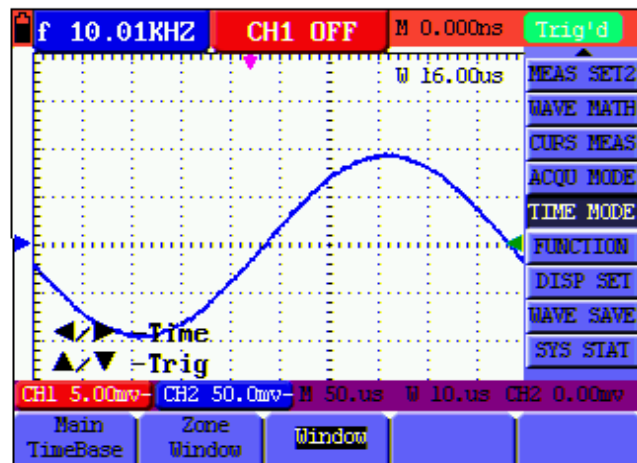 f 10.01KHZ CH1 OFF M 0.000ns Trig'd
W 16.00us
MEAS SET2
WAVE MATH
CURS MEAS
ACQU MODE
TIME MODE
FUNCTION
DISP SET
WAVE SAVE
SYS STAT
◀/▶ -Time
▲/▼ -Trig
CH1 5.00mv- CH2 50.0mv- M 50.us W 10.us CH2 0.00mv
Main TimeBase
Zone Window
Window